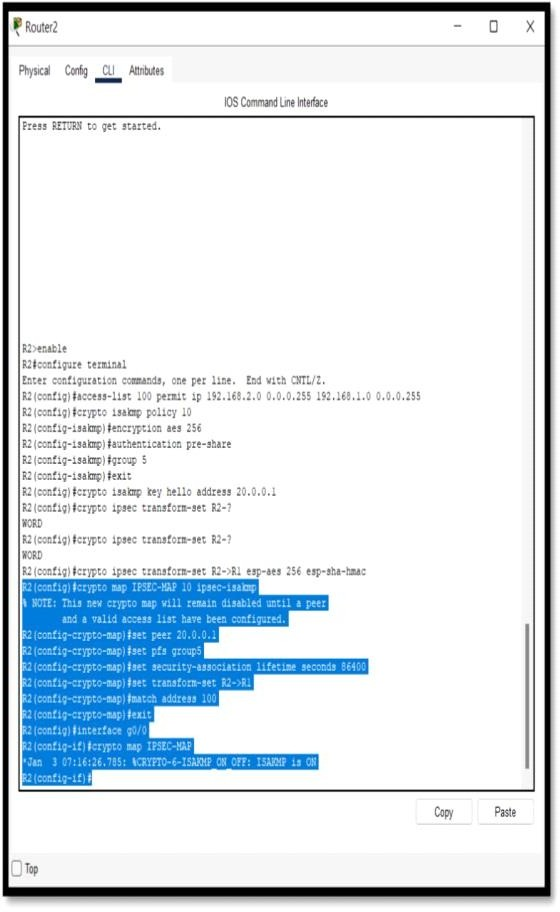 Router2
Physical Config CLI Attributes
IOS Command Line Interface
Press RETURN to get started.
R2>enable
R2#configure terminal
Enter configuration commands, one per line. End with CNTL/Z.
R2(config)#access-list 100 permit ip 192.168.2.0 0.0.0.255 192.168.1.0 0.0.0.255
R2(config)#crypto isakmp policy 10
R2(config-isakmp)#encryption aes 256
R2(config-isakmp)#authentication pre-share
R2(config-isakmp)#group 5
R2(config-isakmp)#exit
R2(config)#crypto isakmp key hello address 20.0.0.1
R2(config)#crypto ipsec transform-set R2-?
WORD
R2(config)#crypto ipsec transform-set R2-?
WORD
R2(config)#crypto ipsec transform-set R2->R1 esp-aes 256 esp-sha-hmac
R2(config)#crypto map IPSEC-MAP 10 ipsec-isakmp
% NOTE: This new crypto map will remain disabled until a peer
and a valid access list have been configured.
R2(config-crypto-map)#set peer 20.0.0.1
R2(config-crypto-map)#set pfs group5
R2(config-crypto-map)#set security-association lifetime seconds 86400
R2(config-crypto-map)#set transform-set R2->R1
R2(config-crypto-map)#match address 100
R2(config-crypto-map)#exit
R2(config)#interface g0/0
R2(config-if)#crypto map IPSEC-MAP
*Jan 3 07:16:26.785: %CRYPTO-6-ISAKMP_ON_OFF: ISAKMP is ON
R2(config-if)#
Copy Paste
Top